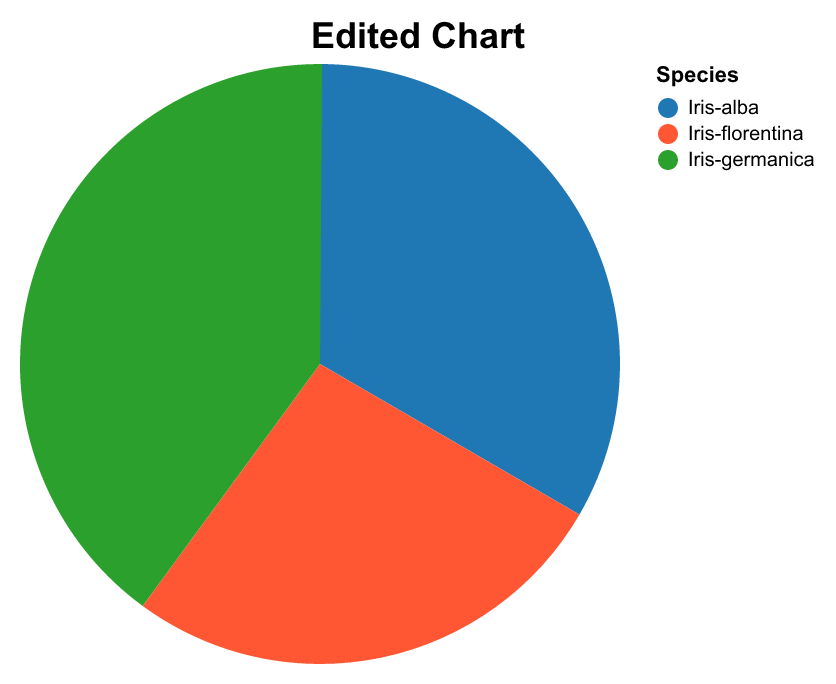 Edited Chart
Species
Iris-alba
Iris-florentina
Iris-germanica